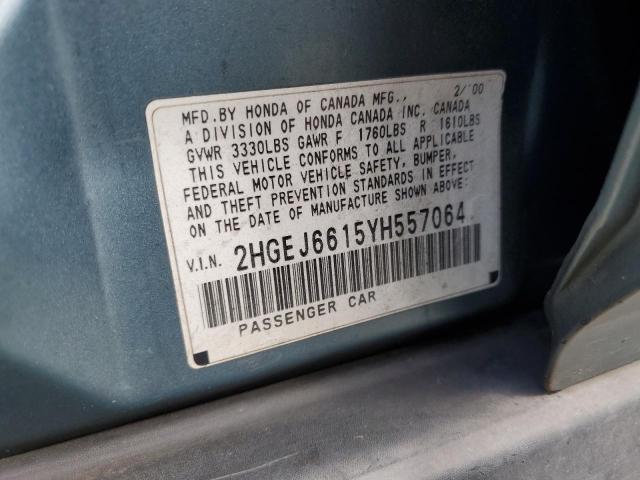 MFD.BY HONDA OF CANADA MFG., 2/'00
A DIVISION OF HONDA CANADA INC. CANADA
GVWR 3330LBS GAWR F 1760LBS R 1610LBS
THIS VEHICLE CONFORMS TO ALL APPLICABLE
FEDERAL MOTOR VEHICLE SAFETY, BUMPER,
AND THEFT PREVENTION STANDARDS IN EFFECT
ON THE DATE OF MANUFACTURE SHOWN ABOVE:
V.I.N. 2HGEJ6615YH557064
PASSENGER CAR